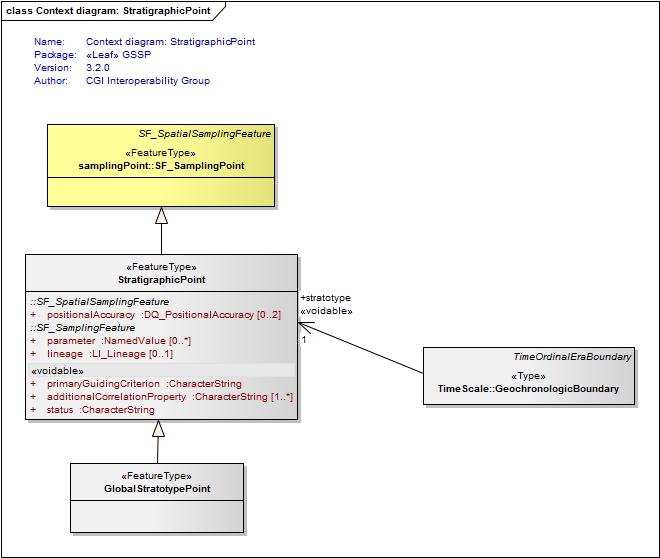 class Context diagram: StratigraphicPoint
Name: Context diagram: StratigraphicPoint
Package: «Leaf» GSSP
Version: 3.2.0
Author: CGI Interoperability Group
SF_SpatialSamplingFeature
«FeatureType»
samplingPoint::SF_SamplingPoint
«FeatureType»
StratigraphicPoint
::SF_SpatialSamplingFeature
+ positionalAccuracy :DQ_PositionalAccuracy [0..2]
::SF_SamplingFeature
+ parameter :NamedValue [0..*]
+ lineage :LI_Lineage [0..1]
«voidable»
+ primaryGuidingCriterion :CharacterString
+ additionalCorrelationProperty :CharacterString [1..*]
+ status :CharacterString
+stratotype
«voidable»
1
TimeOrdinalEraBoundary
«Type»
TimeScale::GeochronologicBoundary
«FeatureType»
GlobalStratotypePoint